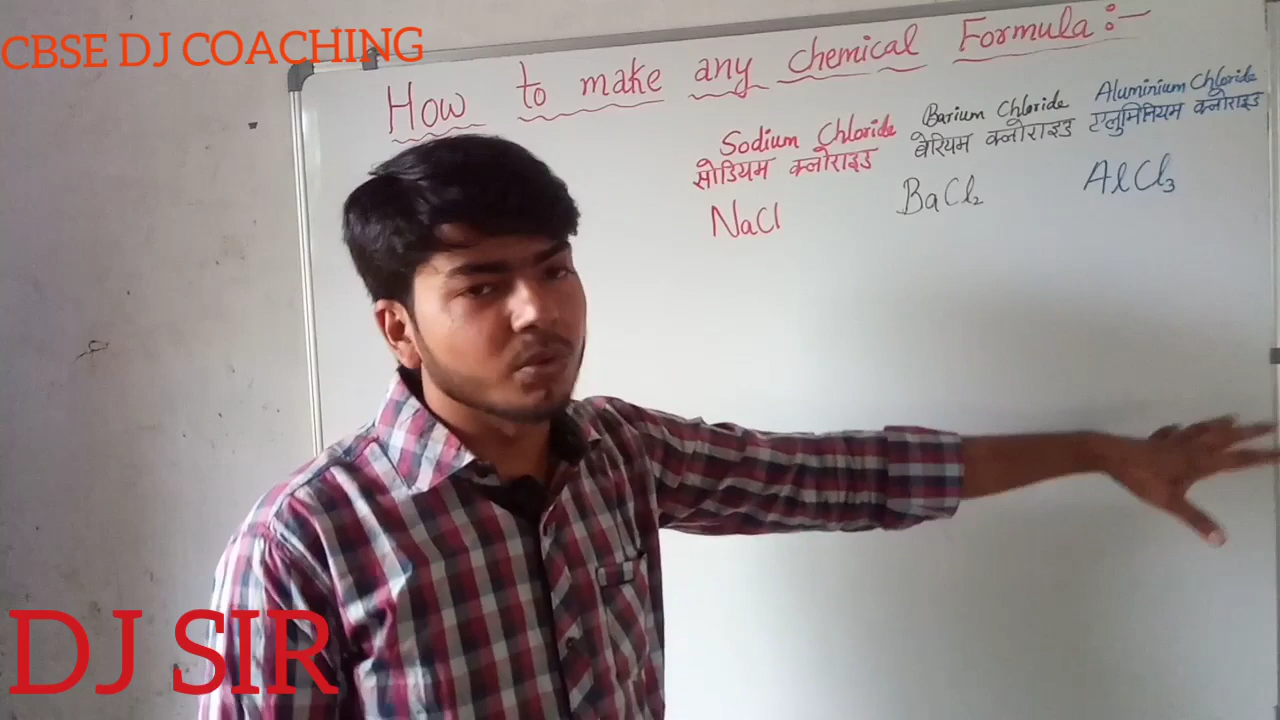 CBSE DJ COACHING
How to make any chemical Formula:-
Sodium Chloride
सोडियम क्लोराइड
NaCl
Barium Chloride
बेरियम क्लोराइड
BaCl₂
Aluminium Chloride
एलुमिनियम क्लोराइड
AlCl₃
DJ SIR